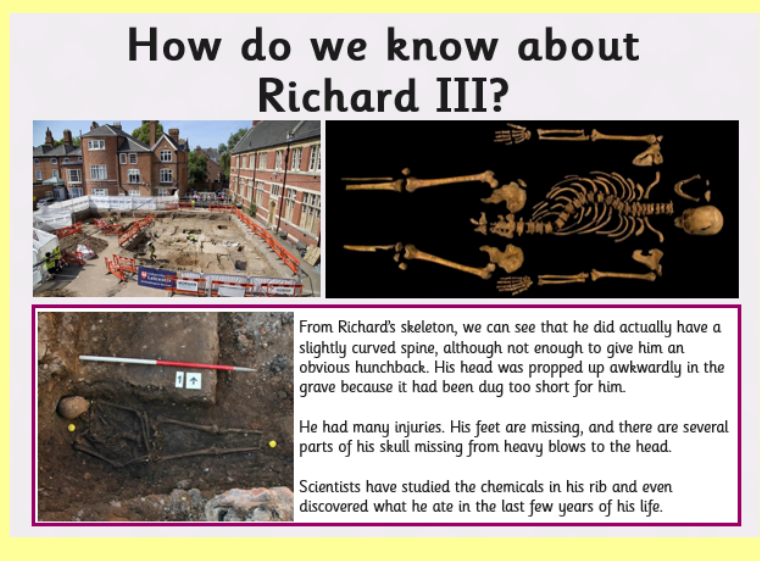 How do we know about
Richard III?
Leicester
1
From Richard's skeleton, we can see that he did actually have a
slightly curved spine, although not enough to give him an
obvious hunchback. His head was propped up awkwardly in the
grave because it had been dug too short for him.
He had many injuries. His feet are missing, and there are several
parts of his skull missing from heavy blows to the head.
Scientists have studied the chemicals in his rib and even
discovered what he ate in the last few years of his life.